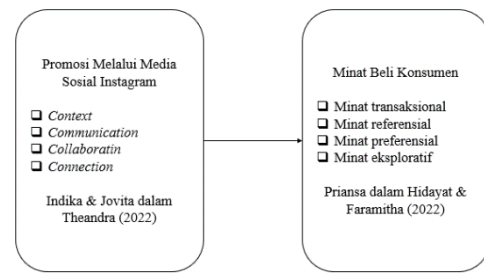 Promosi Melalui Media
Sosial Instagram
❑ Context
❑ Communication
❑ Collaboratin
❑ Connection
Indika & Jovita dalam
Theandra (2022)
Minat Beli Konsumen
❑ Minat transaksional
❑ Minat referensial
❑ Minat preferensial
❑ Minat eksploratif
Priansa dalam Hidayat &
Faramitha (2022)